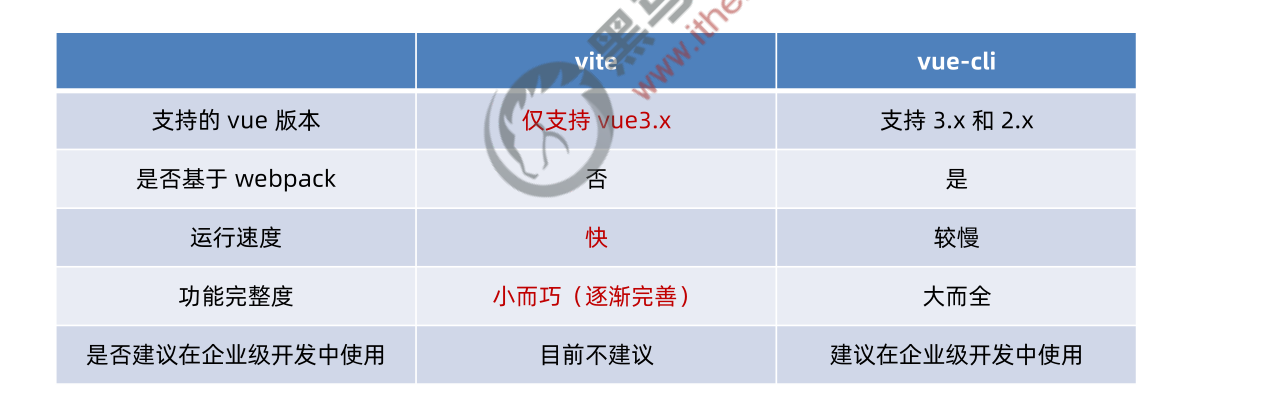 黑马
www.ithe
vite vue-cli
支持的 vue 版本 仅支持 vue3.x 支持 3.x 和 2.x
是否基于 webpack 否 是
运行速度 快 较慢
功能完整度 小而巧（逐渐完善） 大而全
是否建议在企业级开发中使用 目前不建议 建议在企业级开发中使用